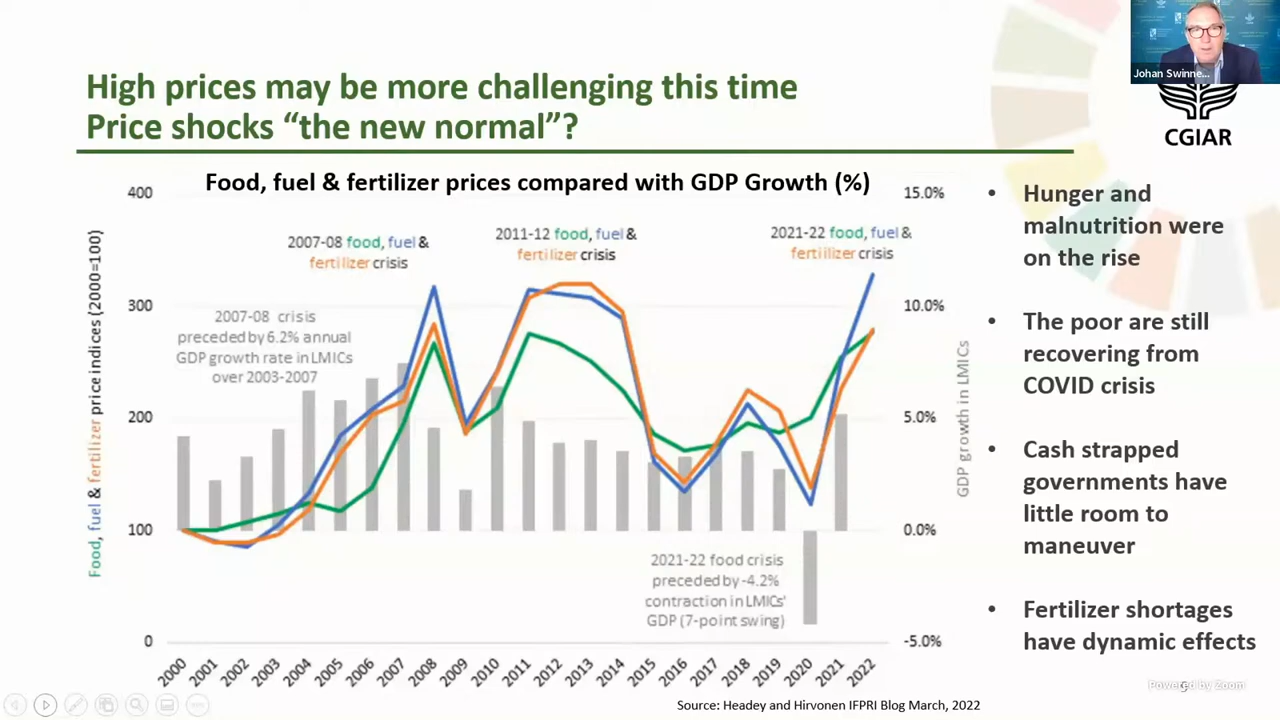 Johan Swinne...
CGIAR
High prices may be more challenging this time
Price shocks “the new normal”?
Food, fuel & fertilizer prices compared with GDP Growth (%)
Food, fuel & fertilizer price indices (2000=100)
400
300
200
100
0
2007-08 food, fuel &
fertilizer crisis
2011-12 food, fuel &
fertilizer crisis
2021-22 food, fuel &
fertilizer crisis
2007-08 crisis
preceded by 6.2% annual
GDP growth rate in LMICs
over 2003-2007
2021-22 food crisis
preceded by -4.2%
contraction in LMICs'
GDP (7-point swing)
15.0%
10.0%
5.0%
0.0%
-5.0%
GDP growth in LMICs
2000 2001 2002 2003 2004 2005 2006 2007 2008 2009 2010 2011 2012 2013 2014 2015 2016 2017 2018 2019 2020 2021 2022
• Hunger and
malnutrition were
on the rise
• The poor are still
recovering from
COVID crisis
• Cash strapped
governments have
little room to
maneuver
• Fertilizer shortages
have dynamic effects
Powered by Zoom
Source: Headey and Hirvonen IFPRI Blog March, 2022